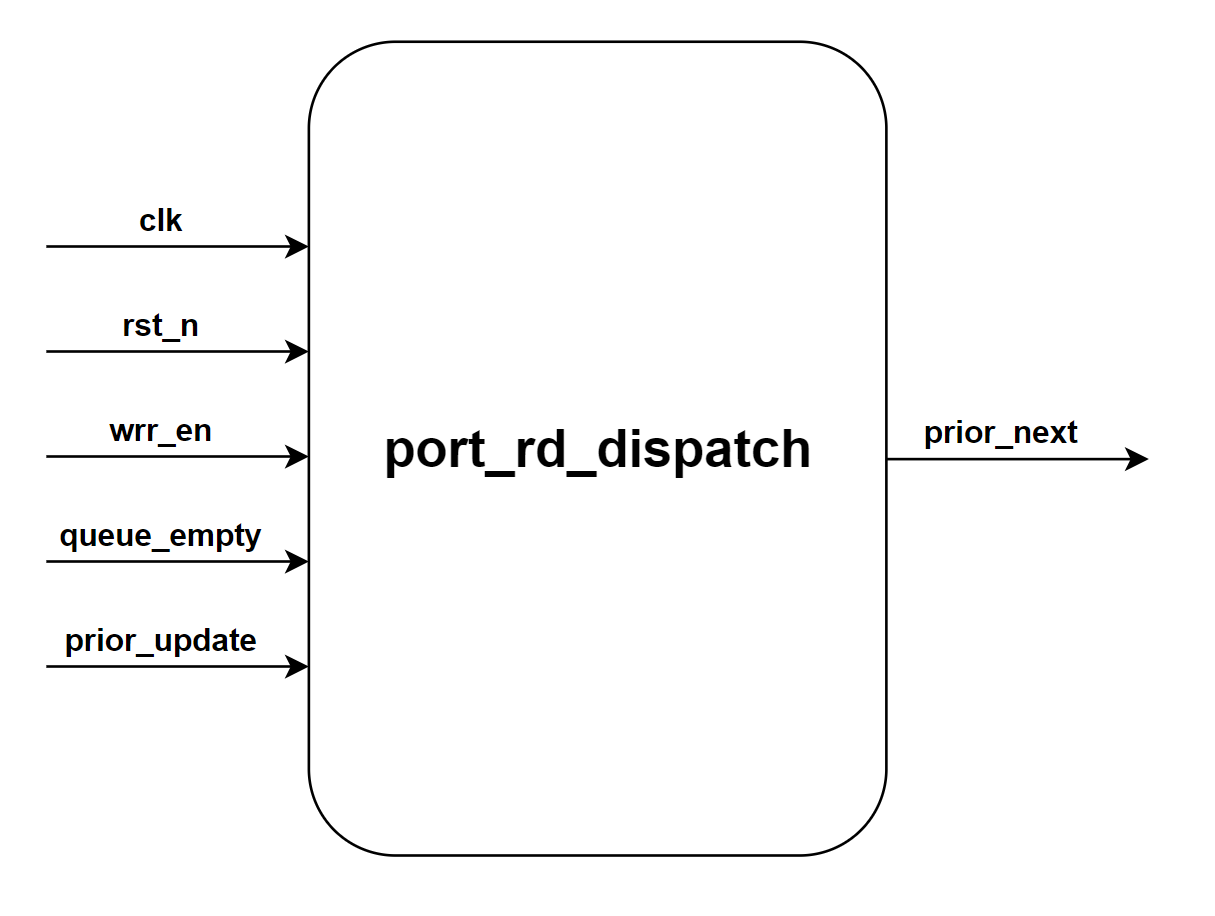 clk
rst_n
wrr_en
queue_empty
prior_update
port_rd_dispatch
prior_next